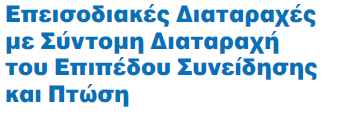 Επεισοδιακές Διαταραχές
με Σύντομη Διαταραχή
του Επιπέδου Συνείδησης
και Πτώση